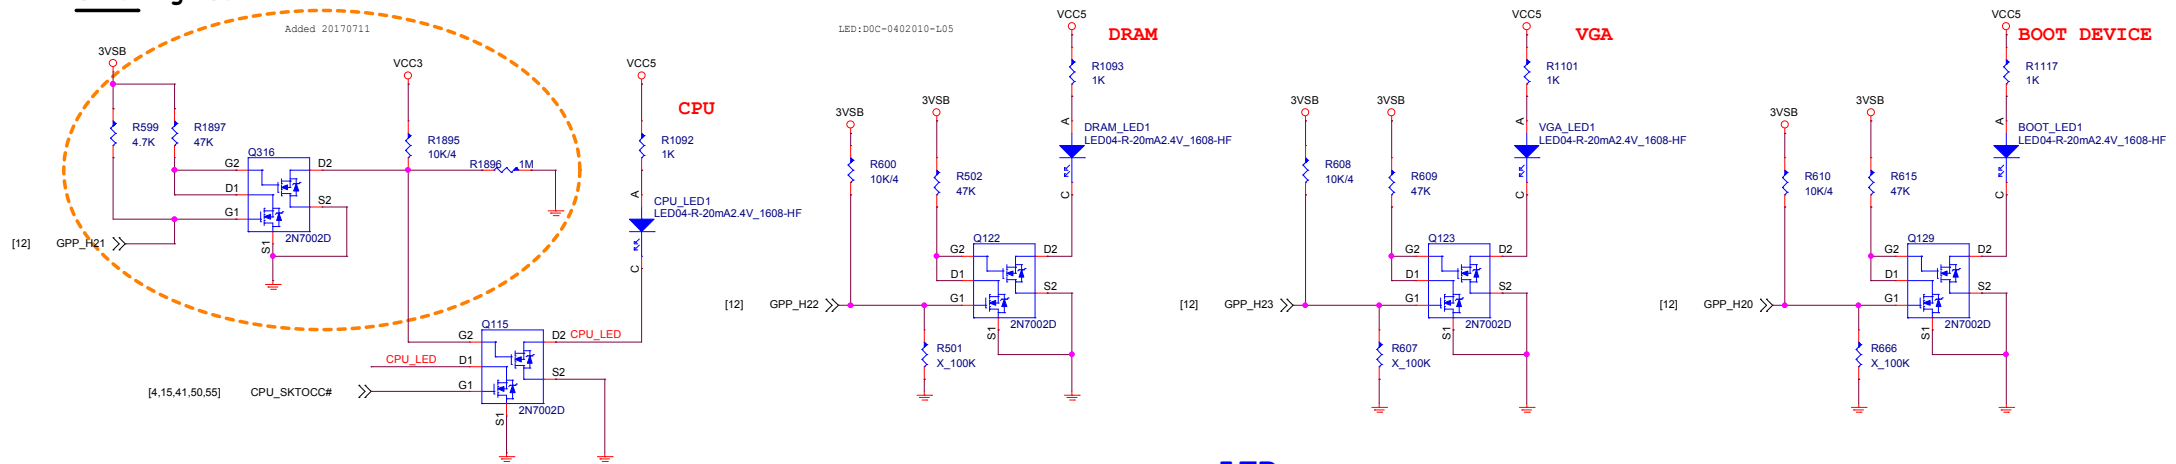 Added 20170711
LED:D0C-0402010-L05
3VSB
VCC3
VCC5
CPU
R599
4.7K
R1897
47K
Q316
G2
D2
D1
G1
S2
S1
2N7002D
R1895
10K/4
R1896
1M
[12]
GPP_H21
R1092
1K
A
CPU_LED1
LED04-R-20mA2.4V_1608-HF
C
Q115
G2
D2
CPU_LED
CPU_LED
D1
G1
S2
S1
2N7002D
[4,15,41,50,55]
CPU_SKTOCC#
VCC5
DRAM
R1093
1K
3VSB
3VSB
A
DRAM_LED1
LED04-R-20mA2.4V_1608-HF
C
R600
10K/4
R502
47K
Q122
G2
D2
D1
G1
S2
S1
2N7002D
[12]
GPP_H22
R501
X_100K
VCC5
VGA
R1101
1K
3VSB
3VSB
A
VGA_LED1
LED04-R-20mA2.4V_1608-HF
C
R608
10K/4
R609
47K
Q123
G2
D2
D1
G1
S2
S1
2N7002D
[12]
GPP_H23
R607
X_100K
VCC5
BOOT DEVICE
R1117
1K
3VSB
3VSB
A
BOOT_LED1
LED04-R-20mA2.4V_1608-HF
C
R610
10K/4
R615
47K
Q129
G2
D2
D1
G1
S2
S1
2N7002D
[12]
GPP_H20
R666
X_100K